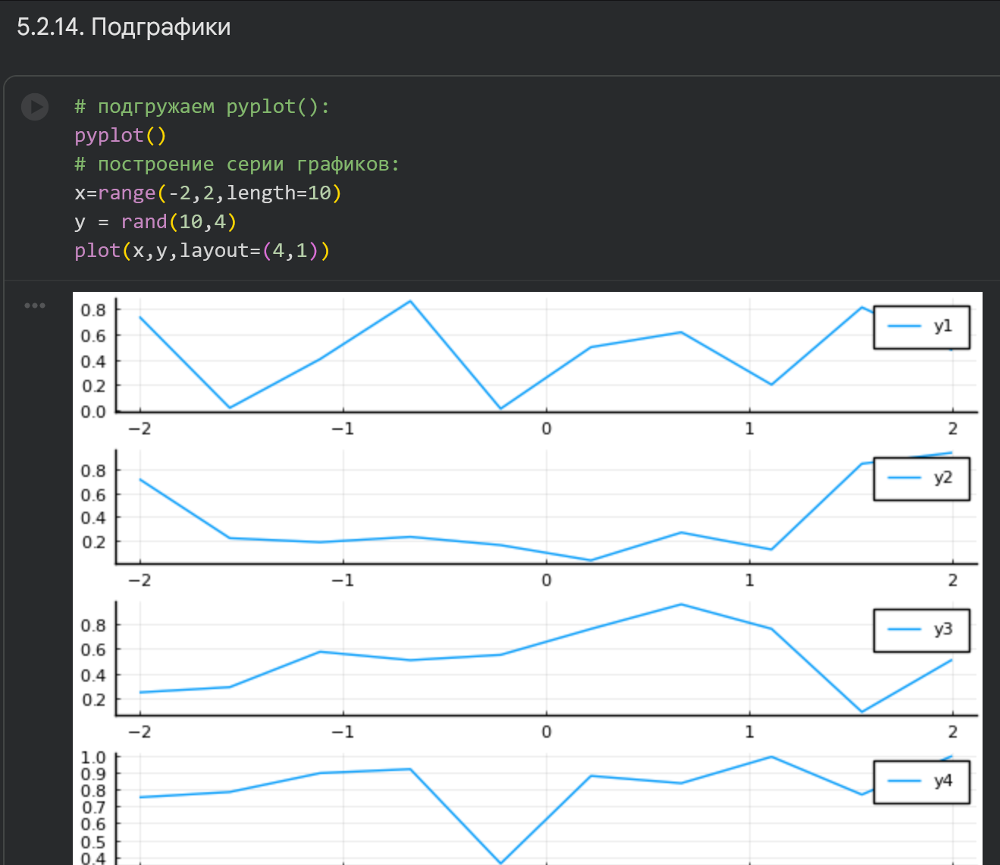 5.2.14. Подграфики
# подгружаем pyplot():
pyplot()
# построение серии графиков:
x=range(-2,2,length=10)
y = rand(10,4)
plot(x,y,layout=(4,1))
0.8
0.6
0.4
0.2
0.0
y1
−2 −1 0 1 2
0.8
0.6
0.4
0.2
y2
−2 −1 0 1 2
0.8
0.6
0.4
0.2
y3
−2 −1 0 1 2
1.0
0.9
0.8
0.7
0.6
0.5
0.4
y4